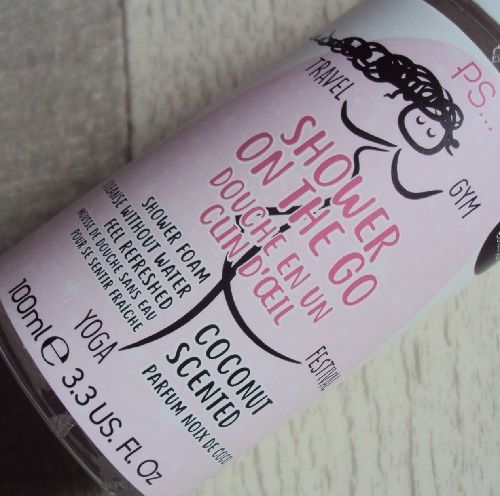 PS...
TRAVEL
GYM
SHOWER
ON THE GO
DOUCHE EN UN
CLIN D'ŒIL
SHOWER FOAM
CLEANSE WITHOUT WATER
FEEL REFRESHED
MOUSSE DE DOUCHE SANS EAU
POUR SE SENTIR FRAÎCHE
YOGA
FESTIVAL
COCONUT
SCENTED
PARFUM NOIX DE COCO
100ml e 3.3 US. FL. Oz